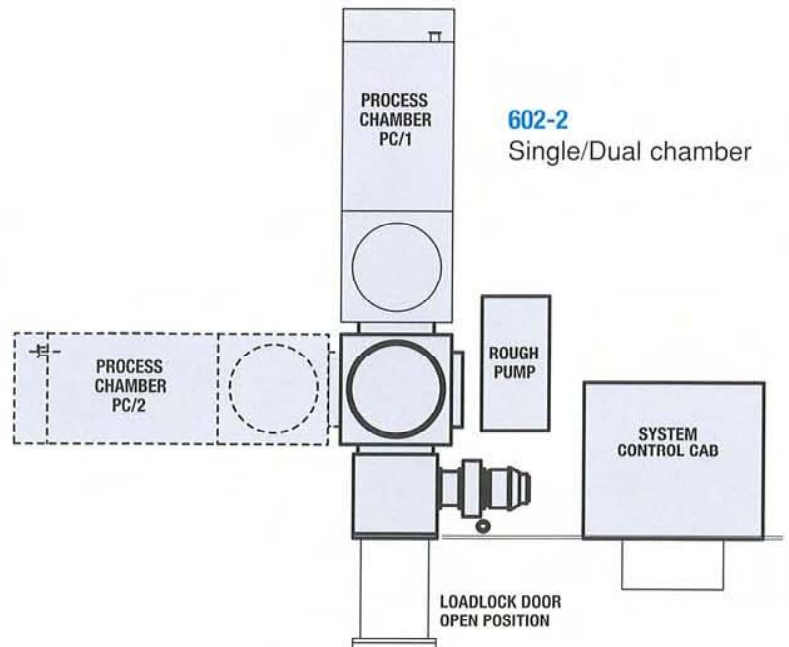 PROCESS
CHAMBER
PC/1
602-2
Single/Dual chamber
PROCESS
CHAMBER
PC/2
ROUGH
PUMP
SYSTEM
CONTROL CAB
LOADLOCK DOOR
OPEN POSITION